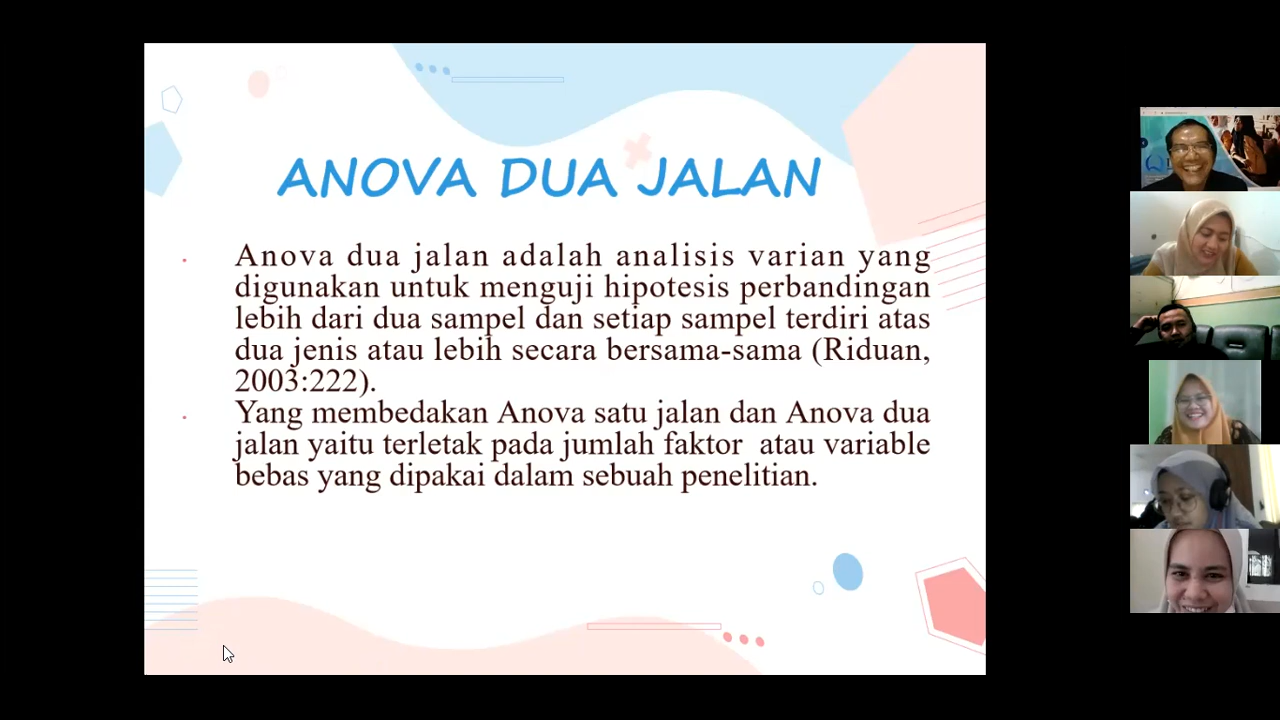 ANOVA DUA JALAN
Anova dua jalan adalah analisis varian yang
digunakan untuk menguji hipotesis perbandingan
lebih dari dua sampel dan setiap sampel terdiri atas
dua jenis atau lebih secara bersama-sama (Riduan,
2003:222).
Yang membedakan Anova satu jalan dan Anova dua
jalan yaitu terletak pada jumlah faktor atau variable
bebas yang dipakai dalam sebuah penelitian.